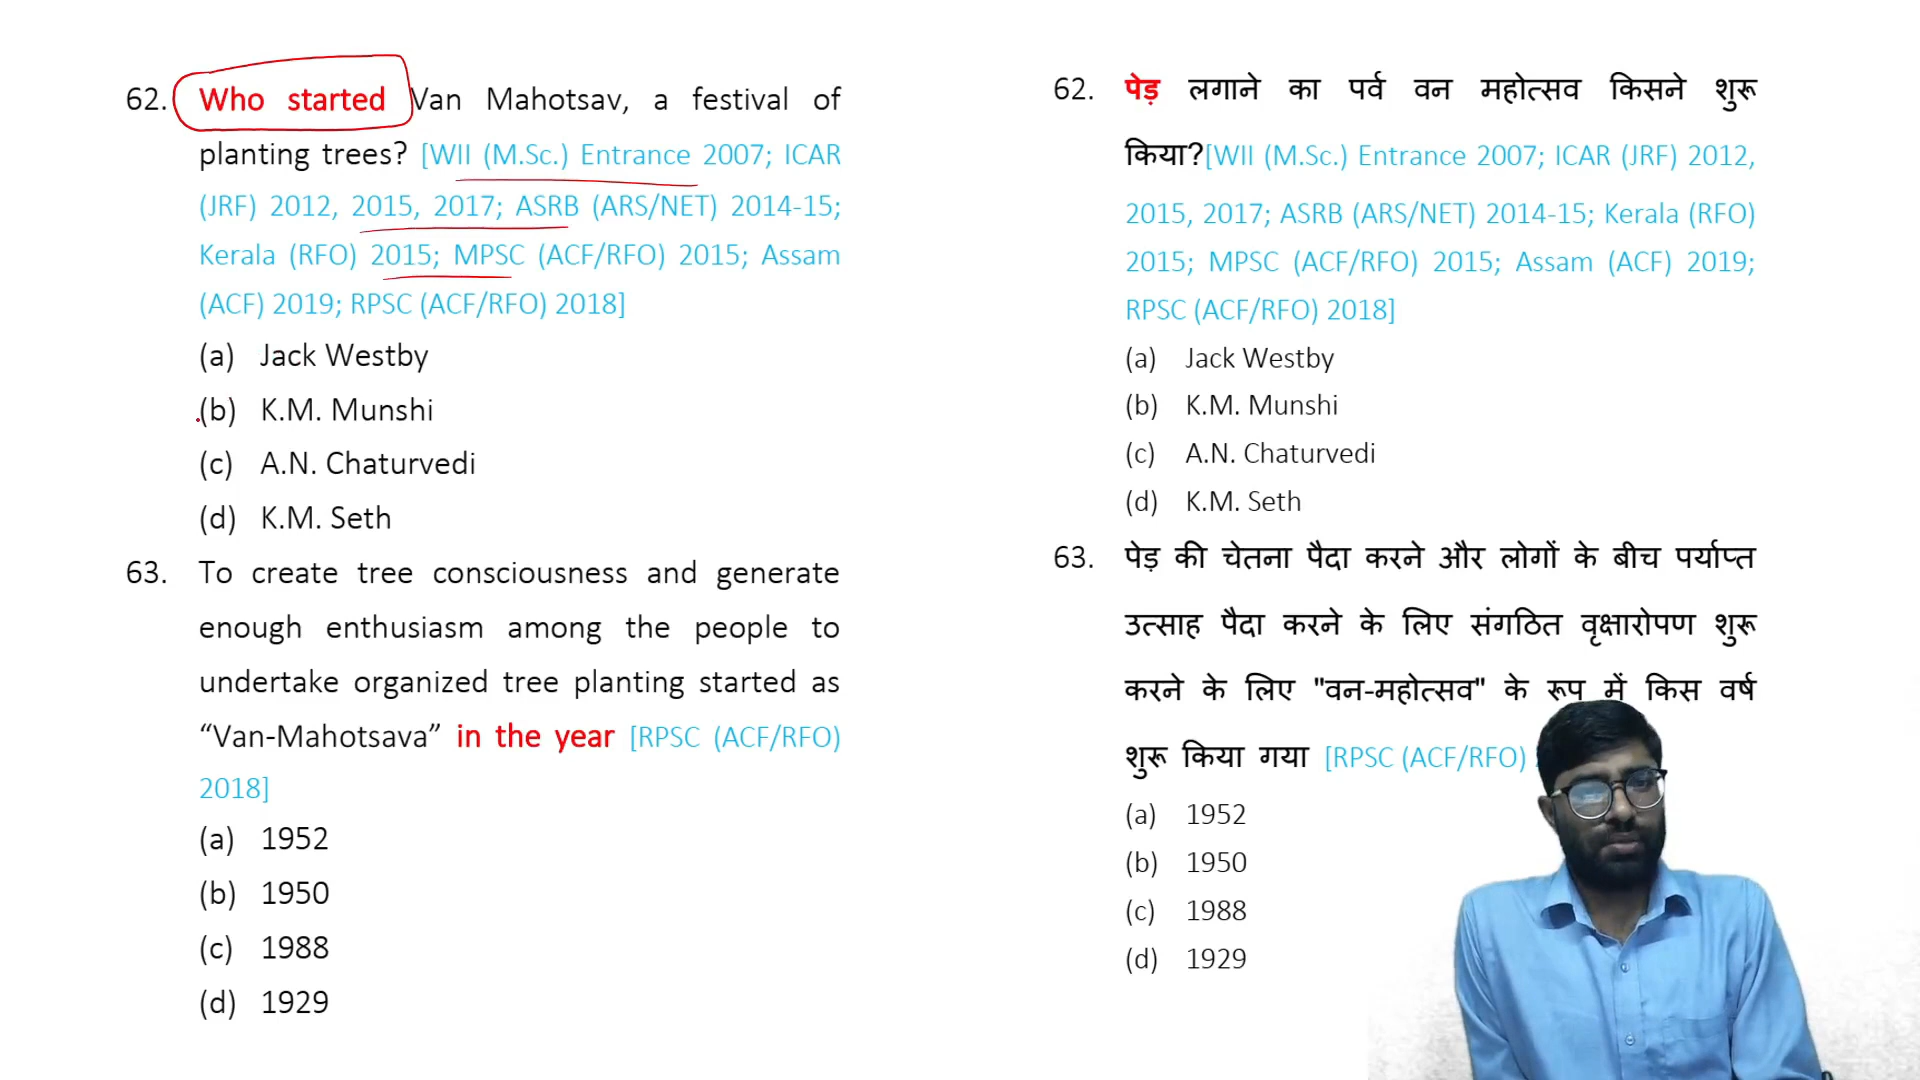 62. Who started Van Mahotsav, a festival of
planting trees? [WII (M.Sc.) Entrance 2007; ICAR
(JRF) 2012, 2015, 2017; ASRB (ARS/NET) 2014-15;
Kerala (RFO) 2015; MPSC (ACF/RFO) 2015; Assam
(ACF) 2019; RPSC (ACF/RFO) 2018]
(a) Jack Westby
(b) K.M. Munshi
(c) A.N. Chaturvedi
(d) K.M. Seth
63. To create tree consciousness and generate
enough enthusiasm among the people to
undertake organized tree planting started as
“Van-Mahotsava” in the year [RPSC (ACF/RFO)
2018]
(a) 1952
(b) 1950
(c) 1988
(d) 1929
62. पेड़ लगाने का पर्व वन महोत्सव किसने शुरू
किया?[WII (M.Sc.) Entrance 2007; ICAR (JRF) 2012,
2015, 2017; ASRB (ARS/NET) 2014-15; Kerala (RFO)
2015; MPSC (ACF/RFO) 2015; Assam (ACF) 2019;
RPSC (ACF/RFO) 2018]
(a) Jack Westby
(b) K.M. Munshi
(c) A.N. Chaturvedi
(d) K.M. Seth
63. पेड़ की चेतना पैदा करने और लोगों के बीच पर्याप्त
उत्साह पैदा करने के लिए संगठित वृक्षारोपण शुरू
करने के लिए "वन-महोत्सव" के रूप में किस वर्ष
शुरू किया गया [RPSC (ACF/RFO)
(a) 1952
(b) 1950
(c) 1988
(d) 1929